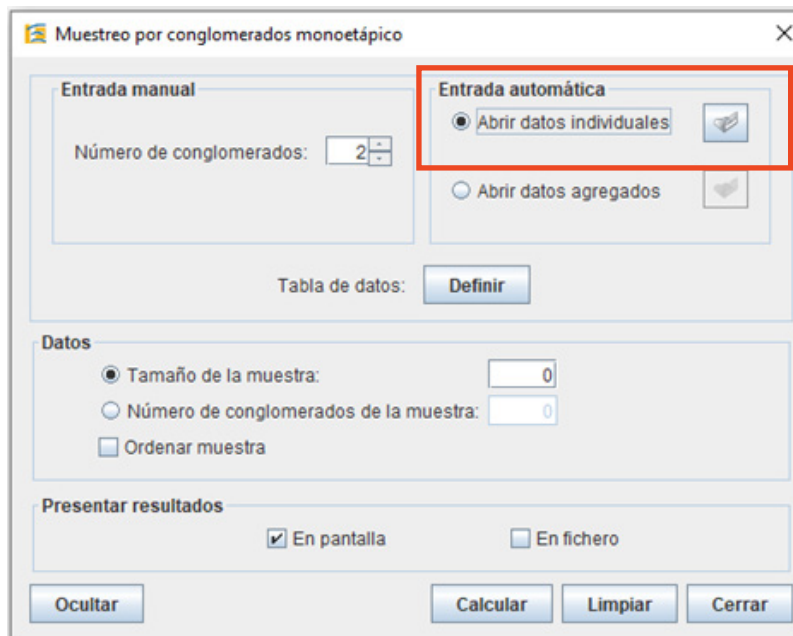 Muestreo por conglomerados monoetápico
Entrada manual
Número de conglomerados: 2
Entrada automática
Abrir datos individuales
Abrir datos agregados
Tabla de datos: Definir
Datos
Tamaño de la muestra: 0
Número de conglomerados de la muestra: 0
Ordenar muestra
Presentar resultados
En pantalla En fichero
Ocultar Calcular Limpiar Cerrar